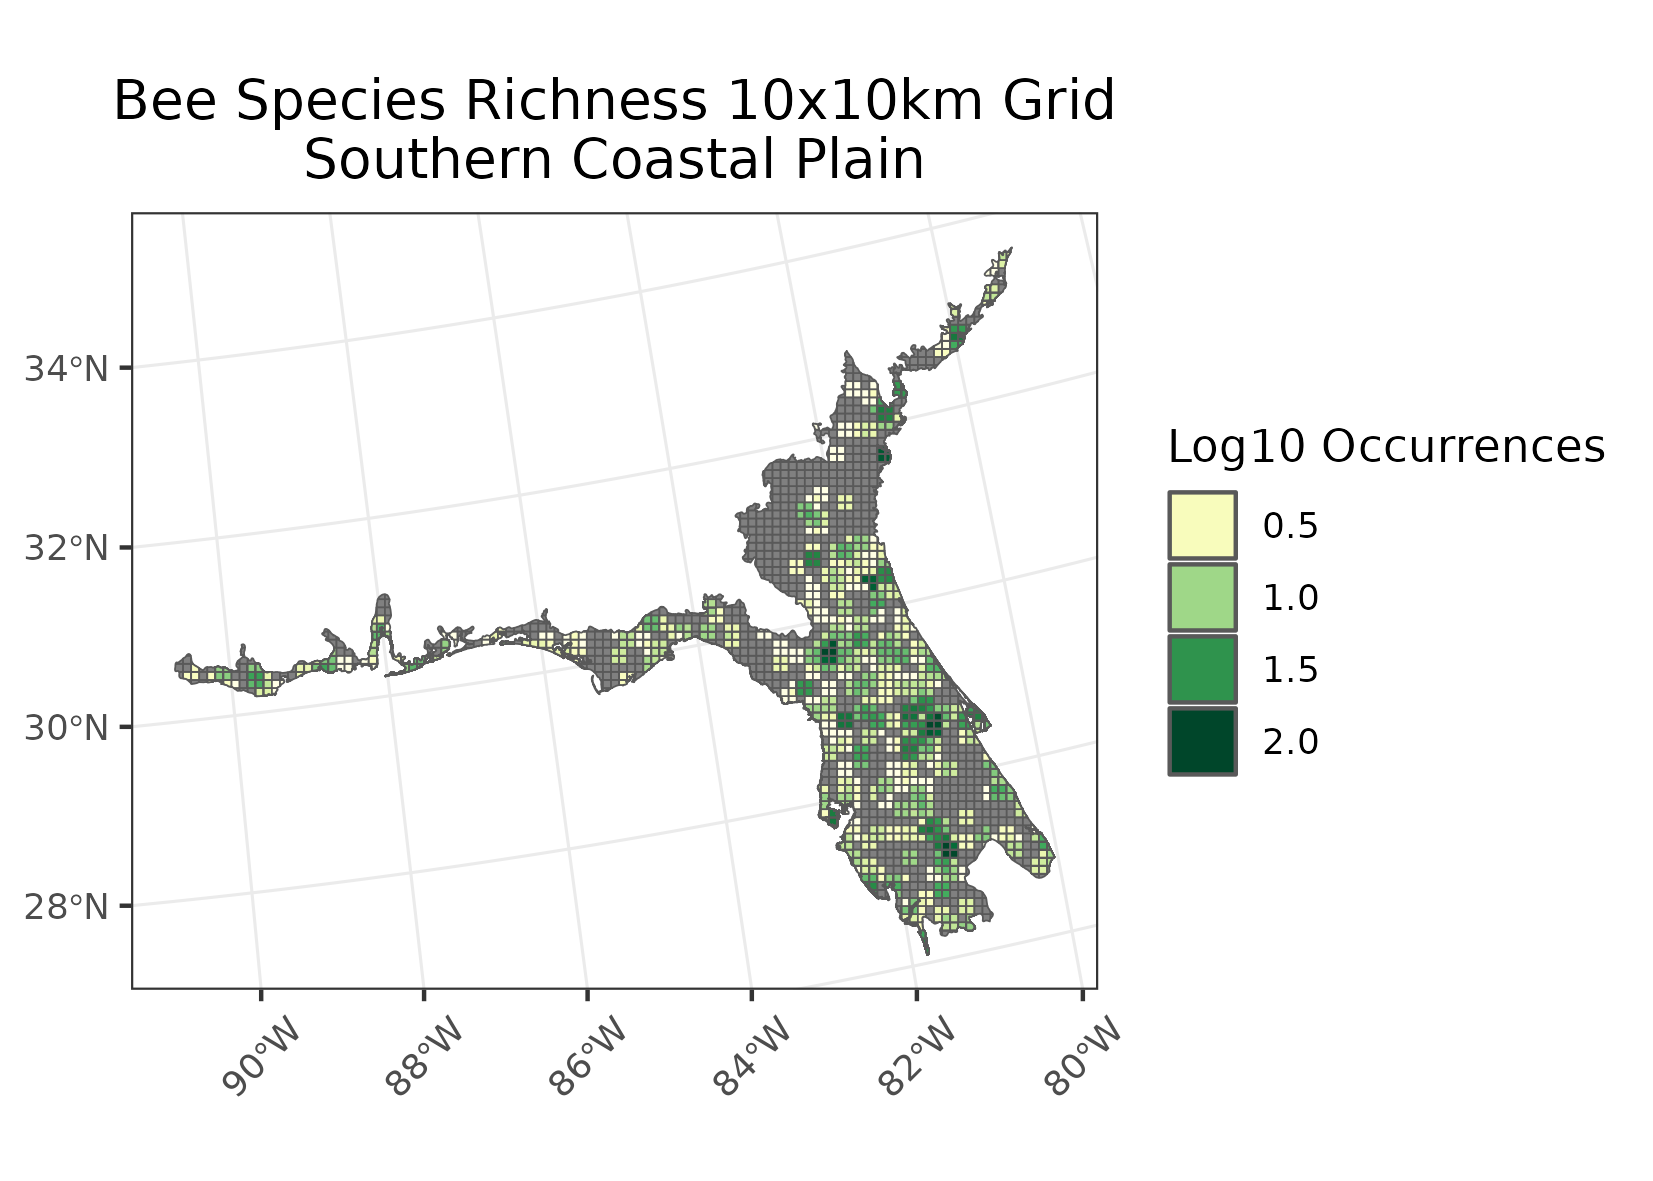 Bee Species Richness 10x10km Grid
Southern Coastal Plain
34°N
32°N
30°N
28°N
90°W
88°W
86°W
84°W
82°W
80°W
Log10 Occurrences
0.5
1.0
1.5
2.0